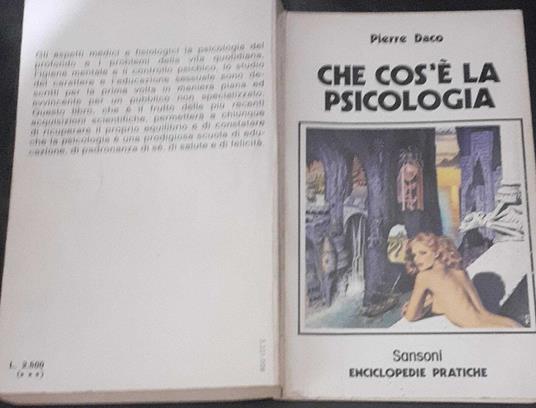 Gli aspetti medici e fisiologici la psicologia del
profondo e i problemi della vita quotidiana,
l'igiene mentale e il controllo psichico, lo studio
del carattere e l'educazione sessuale sono de-
scritti per la prima volta in maniera piana ed
avvincente per un pubblico non specializzato.
Questo libro, che è il frutto delle più recenti
acquisizioni scientifiche, permetterà a chiunque
di ricuperare il proprio equilibrio e di constatare
che la psicologia è una prodigiosa scuola di edu-
cazione, di padronanza di sé, di salute e di felicità.
L. 2.500
Pierre Daco
CHE COS'È LA
PSICOLOGIA
Sansoni
ENCICLOPEDIE PRATICHE